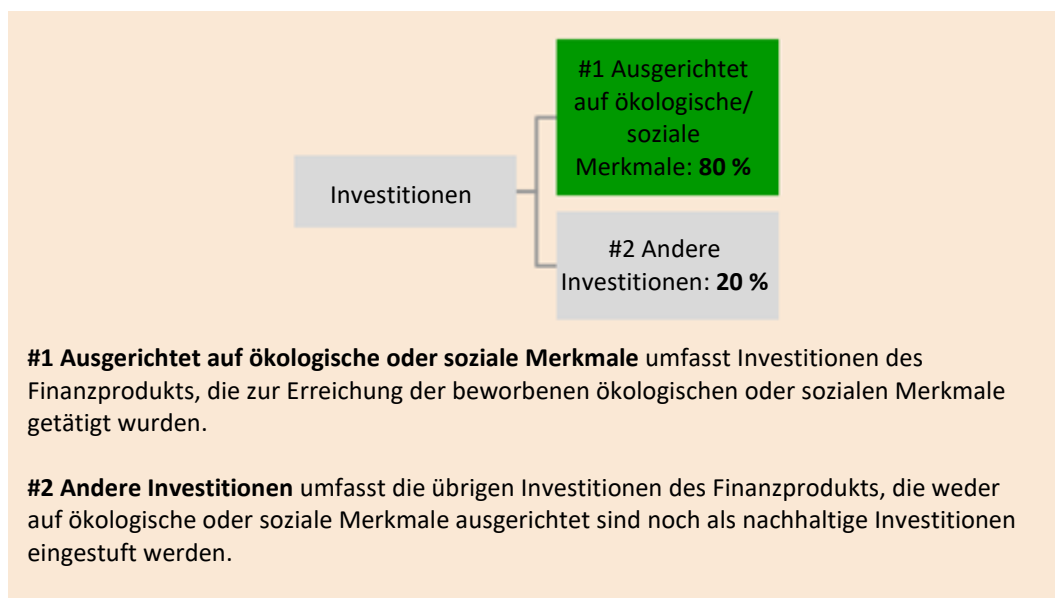 #1 Ausgerichtet
auf ökologische/
soziale
Merkmale: 80 %
Investitionen
#2 Andere
Investitionen: 20 %
#1 Ausgerichtet auf ökologische oder soziale Merkmale umfasst Investitionen des
Finanzprodukts, die zur Erreichung der beworbenen ökologischen oder sozialen Merkmale
getätigt wurden.
#2 Andere Investitionen umfasst die übrigen Investitionen des Finanzprodukts, die weder
auf ökologische oder soziale Merkmale ausgerichtet sind noch als nachhaltige Investitionen
eingestuft werden.